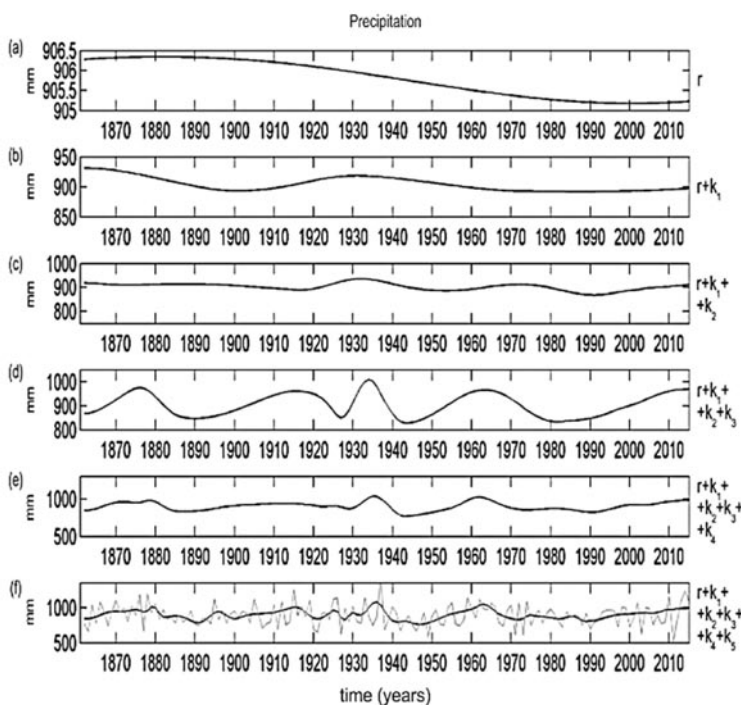 Precipitation
(a)
906.5
906
905.5
905
mm
r
1870 1880 1890 1900 1910 1920 1930 1940 1950 1960 1970 1980 1990 2000 2010
(b)
950
900
850
mm
r+k₁
1870 1880 1890 1900 1910 1920 1930 1940 1950 1960 1970 1980 1990 2000 2010
(c)
1000
900
800
mm
r+k₁+
+k₂
1870 1880 1890 1900 1910 1920 1930 1940 1950 1960 1970 1980 1990 2000 2010
(d)
1000
900
800
mm
r+k₁+
+k₂+k₃
1870 1880 1890 1900 1910 1920 1930 1940 1950 1960 1970 1980 1990 2000 2010
(e)
1000
500
mm
r+k₁+
+k₂+k₃+
+k₄
1870 1880 1890 1900 1910 1920 1930 1940 1950 1960 1970 1980 1990 2000 2010
(f)
1000
500
mm
r+k₁+
+k₂+k₃+
+k₄+k₅
1870 1880 1890 1900 1910 1920 1930 1940 1950 1960 1970 1980 1990 2000 2010
time (years)